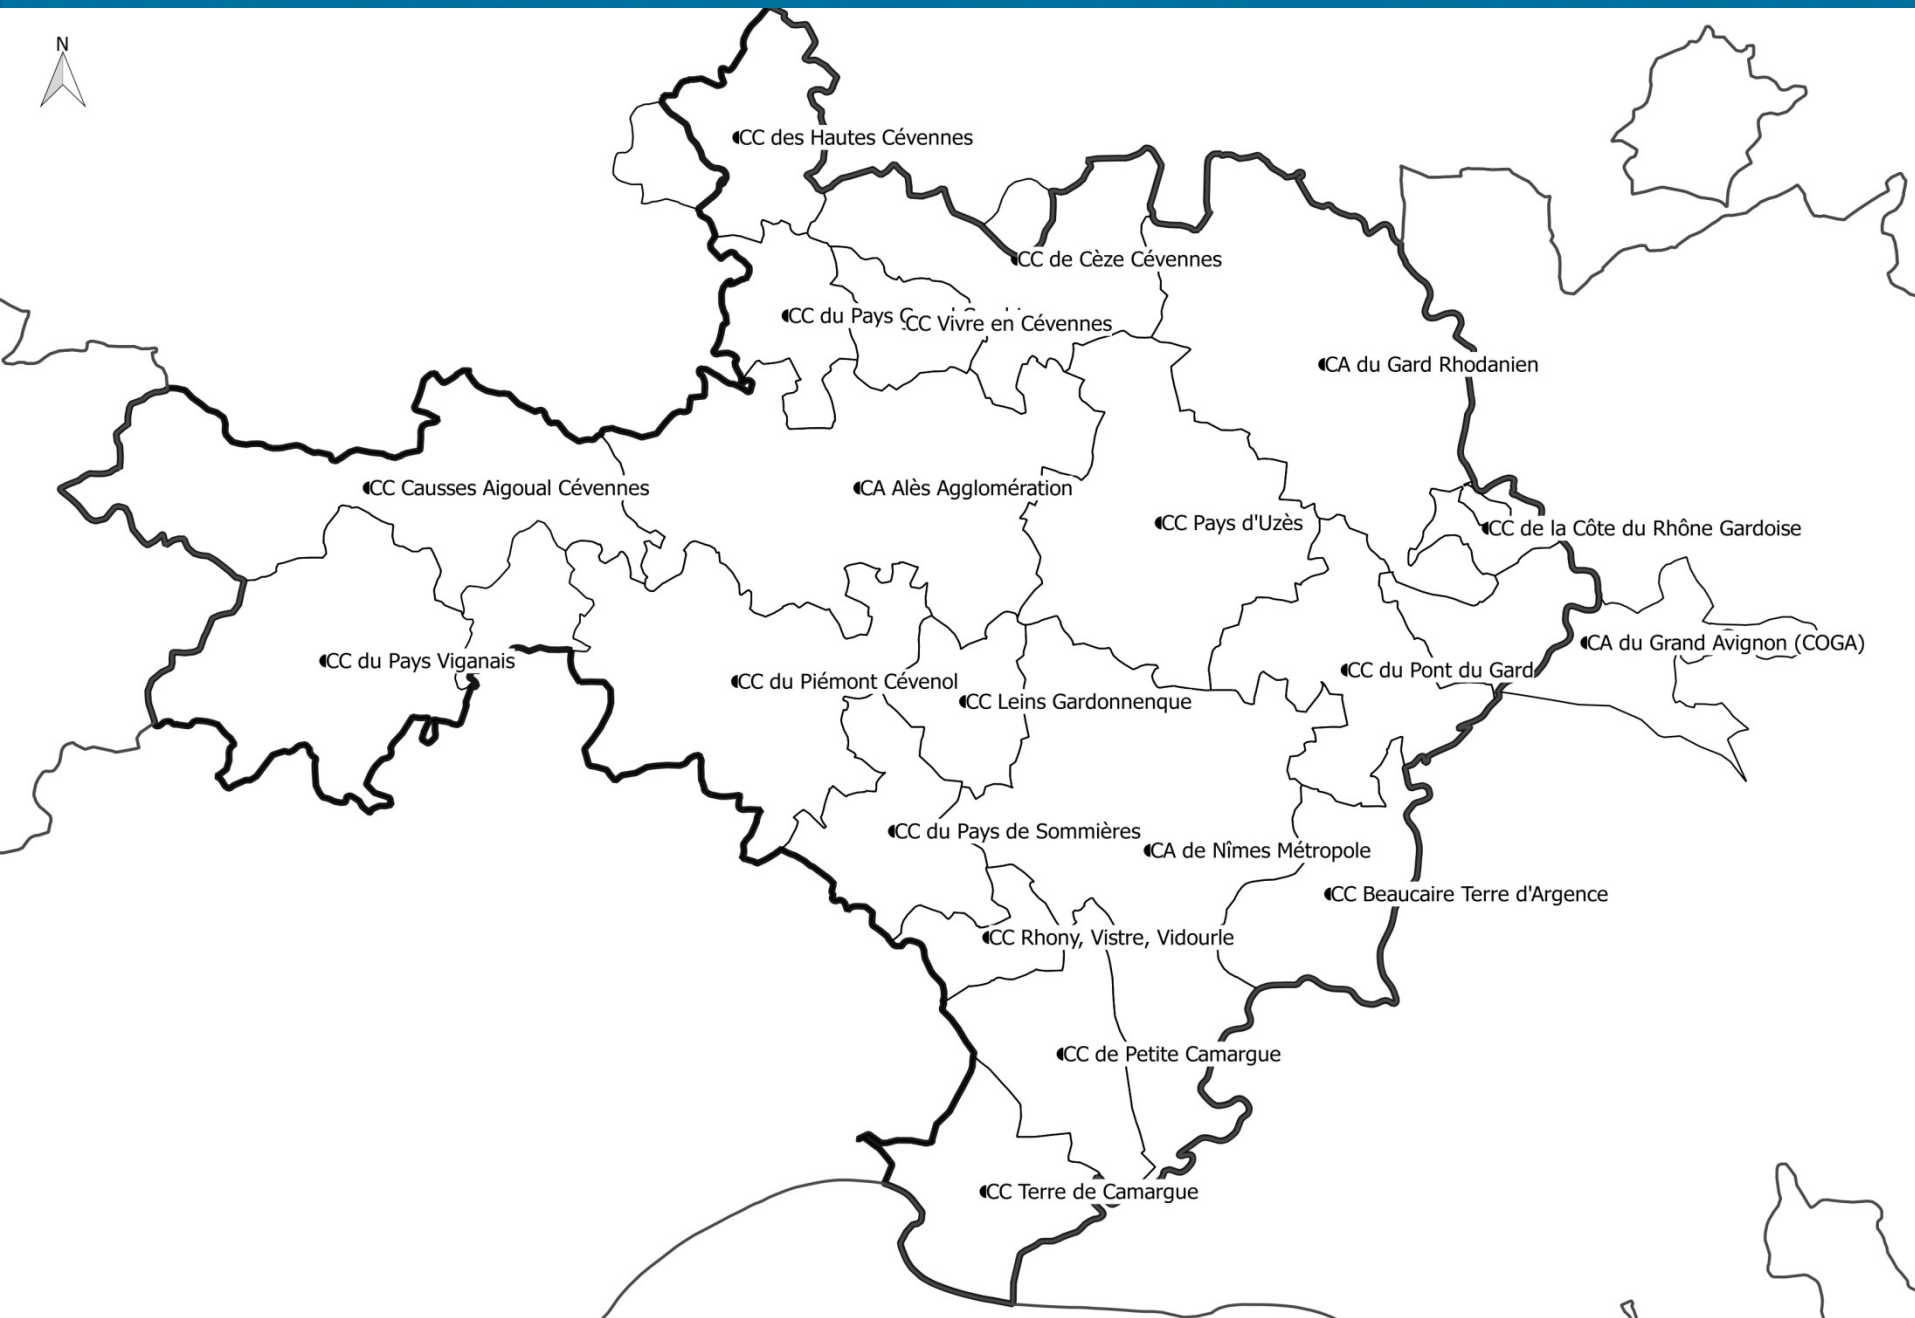 N
CC des Hautes Cévennes
CC de Cèze Cévennes
CC du Pays
CC Vivre en Cévennes
CA du Gard Rhodanien
CC Causses Aigoual Cévennes
CA Alès Agglomération
CC Pays d'Uzès
CC de la Côte du Rhône Gardoise
CA du Grand Avignon (COGA)
CC du Pays Viganais
CC du Pont du Gard
CC du Piémont Cévenol
CC Leins Gardonnenque
CC du Pays de Sommières
CA de Nîmes Métropole
CC Beaucaire Terre d'Argence
CC Rhony, Vistre, Vidourle
CC de Petite Camargue
CC Terre de Camargue